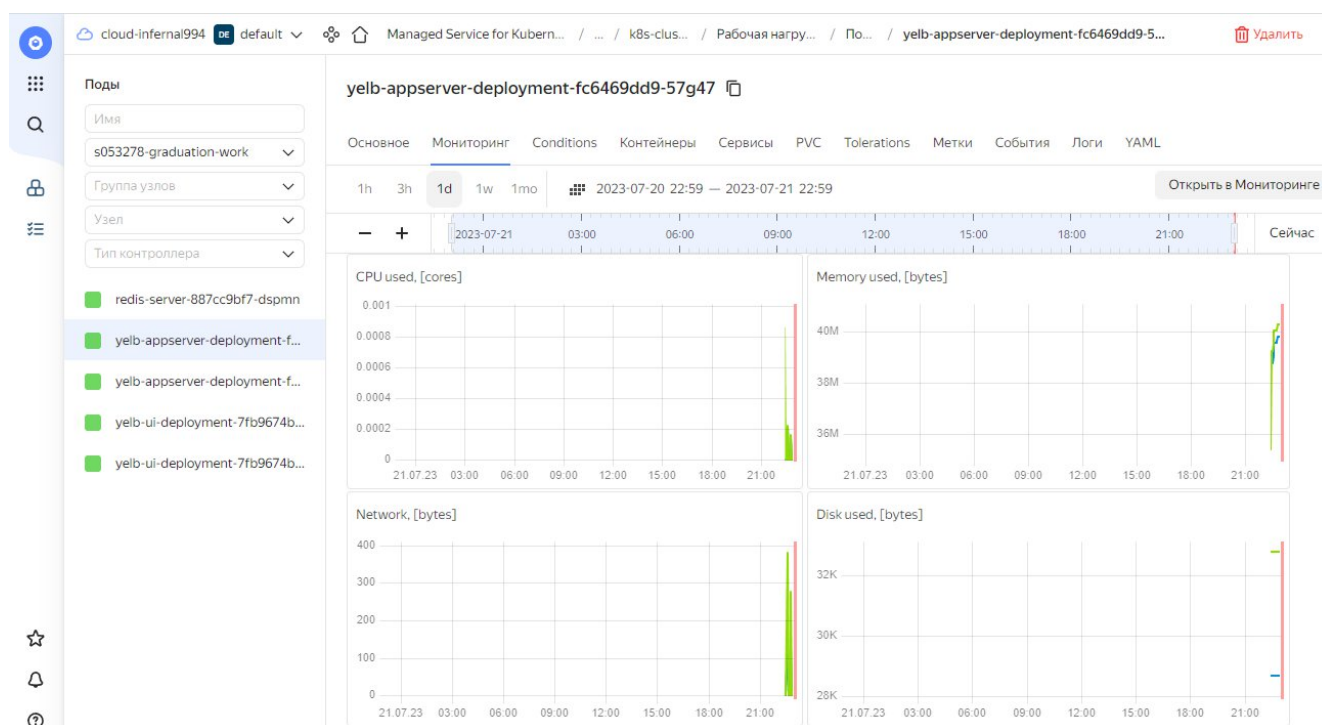 cloud-infernal994 DE default Managed Service for Kubern... / ... / k8s-clus... / Рабочая нагру... / По... / yelb-appserver-deployment-fc6469dd9-5... Удалить
Поды
Имя
s053278-graduation-work
Группа узлов
Узел
Тип контроллера
redis-server-887cc9bf7-dspmn
yelb-appserver-deployment-f...
yelb-appserver-deployment-f...
yelb-ui-deployment-7fb9674b...
yelb-ui-deployment-7fb9674b...
yelb-appserver-deployment-fc6469dd9-57g47
Основное Мониторинг Conditions Контейнеры Сервисы PVC Tolerations Метки События Логи YAML
1h 3h 1d 1w 1mo 2023-07-20 22:59 — 2023-07-21 22:59 Открыть в Мониторинге
− + 2023-07-21 03:00 06:00 09:00 12:00 15:00 18:00 21:00 Сейчас
CPU used, [cores]
0.001
0.0008
0.0006
0.0004
0.0002
0
21.07.23 03:00 06:00 09:00 12:00 15:00 18:00 21:00
Memory used, [bytes]
40M
38M
36M
21.07.23 03:00 06:00 09:00 12:00 15:00 18:00 21:00
Network, [bytes]
400
300
200
100
0
21.07.23 03:00 06:00 09:00 12:00 15:00 18:00 21:00
Disk used, [bytes]
32K
30K
28K
21.07.23 03:00 06:00 09:00 12:00 15:00 18:00 21:00